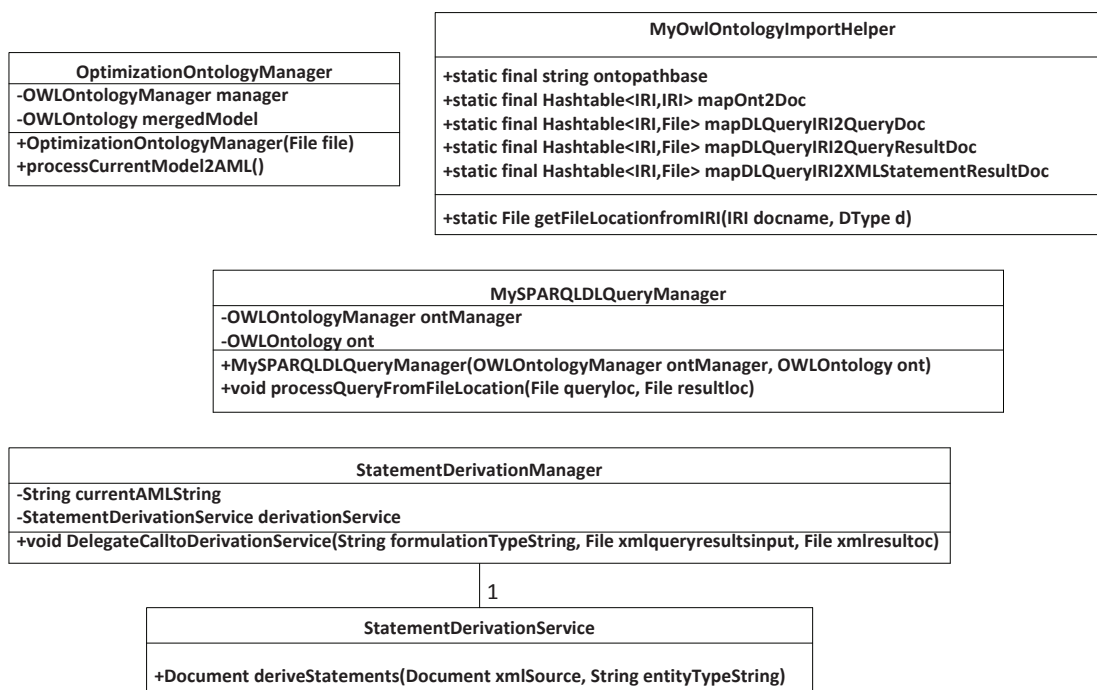 OptimizationOntologyManager
-OWLOntologyManager manager
-OWLOntology mergedModel
+OptimizationOntologyManager(File file)
+processCurrentModel2AML()
MyOwlOntologyImportHelper
+static final string ontopathbase
+static final Hashtable<IRI,IRI> mapOnt2Doc
+static final Hashtable<IRI,File> mapDLQueryIRI2QueryDoc
+static final Hashtable<IRI,File> mapDLQueryIRI2QueryResultDoc
+static final Hashtable<IRI,File> mapDLQueryIRI2XMLStatementResultDoc
+static File getFileLocationfromIRI(IRI docname, DType d)
MySPARQLDLQueryManager
-OWLOntologyManager ontManager
-OWLOntology ont
+MySPARQLDLQueryManager(OWLOntologyManager ontManager, OWLOntology ont)
+void processQueryFromFileLocation(File queryloc, File resultloc)
StatementDerivationManager
-String currentAMLString
-StatementDerivationService derivationService
+void DelegateCalltoDerivationService(String formulationTypeString, File xmlqueryresultsinput, File xmlresultoc)
1
StatementDerivationService
+Document deriveStatements(Document xmlSource, String entityTypeString)